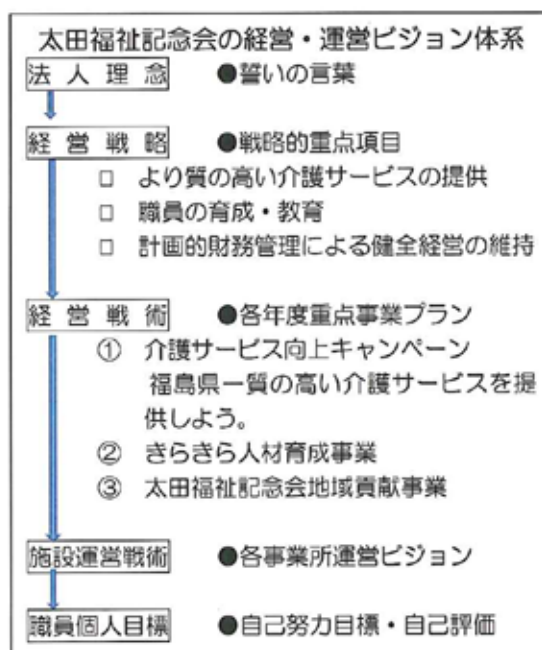 太田福祉記念会の経営・運営ビジョン体系
法人理念 ●誓いの言葉
経営戦略 ●戦略的重点項目
□ より質の高い介護サービスの提供
□ 職員の育成・教育
□ 計画的財務管理による健全経営の維持
経営戦術 ●各年度重点事業プラン
① 介護サービス向上キャンペーン
福島県一質の高い介護サービスを提
供しよう。
② きらきら人材育成事業
③ 太田福祉記念会地域貢献事業
施設運営戦術 ●各事業所運営ビジョン
職員個人目標 ●自己努力目標・自己評価